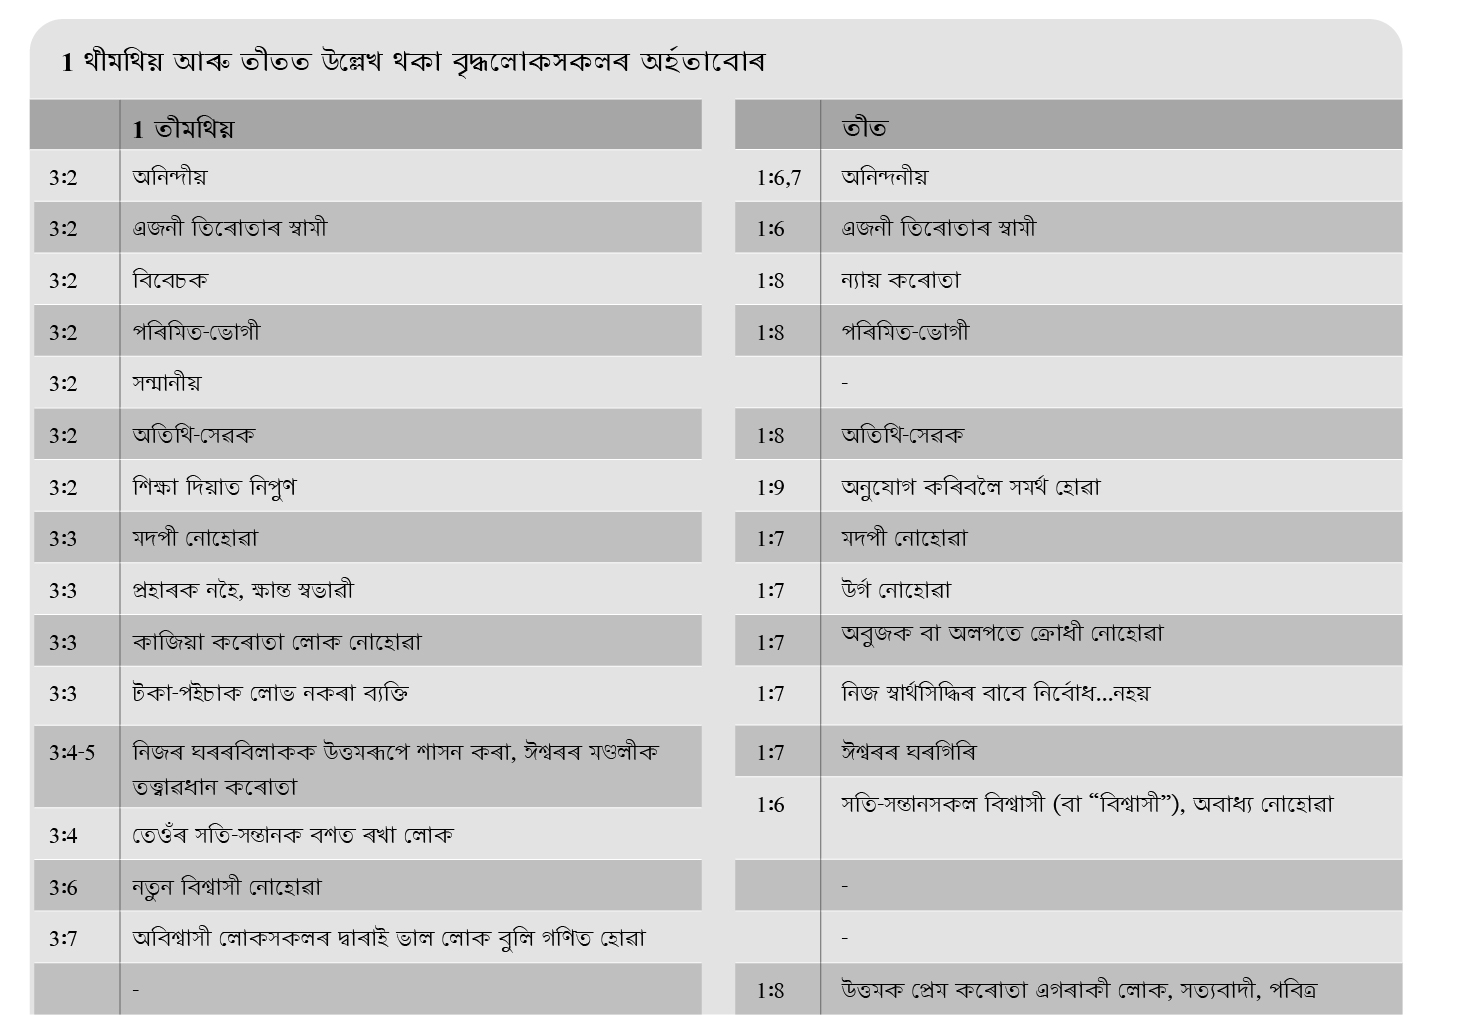 1 থীমথিয় আৰু তীতত উল্লেখ থকা বৃদ্ধলোকসকলৰ অৰ্হতাবোৰ
1 তীমথিয়
3:2 অনিন্দীয়
3:2 এজনী তিৰোতাৰ স্বামী
3:2 বিবেচক
3:2 পৰিমিত-ভোগী
3:2 সন্মানীয়
3:2 অতিথি-সেৱক
3:2 শিক্ষা দিয়াত নিপুণ
3:3 মদপী নোহোৱা
3:3 প্ৰহাৰক নহৈ, ক্ষান্ত স্বভাৱী
3:3 কাজিয়া কৰোতা লোক নোহোৱা
3:3 টকা-পইচাক লোভ নকৰা ব্যক্তি
3:4-5 নিজৰ ঘৰৰবিলাকক উত্তমৰূপে শাসন কৰা, ঈশ্বৰৰ মণ্ডলীক
তত্ত্বাৱধান কৰোতা
3:4 তেওঁৰ সতি-সন্তানক বশত ৰখা লোক
3:6 নতুন বিশ্বাসী নোহোৱা
3:7 অবিশ্বাসী লোকসকলৰ দ্বাৰাই ভাল লোক বুলি গণিত হোৱা
-
তীত
1:6,7 অনিন্দনীয়
1:6 এজনী তিৰোতাৰ স্বামী
1:8 ন্যায় কৰোতা
1:8 পৰিমিত-ভোগী
-
1:8 অতিথি-সেৱক
1:9 অনুযোগ কৰিবলৈ সমৰ্থ হোৱা
1:7 মদপী নোহোৱা
1:7 উৰ্গ নোহোৱা
1:7 অবুজক বা অলপতে ক্ৰোধী নোহোৱা
1:7 নিজ স্বাৰ্থসিদ্ধিৰ বাবে নিৰ্বোধ...নহয়
1:7 ঈশ্বৰৰ ঘৰগিৰি
1:6 সতি-সন্তানসকল বিশ্বাসী (বা “বিশ্বাসী”), অবাধ্য নোহোৱা
-
-
1:8 উত্তমক প্ৰেম কৰোতা এগৰাকী লোক, সত্যবাদী, পবিত্ৰ